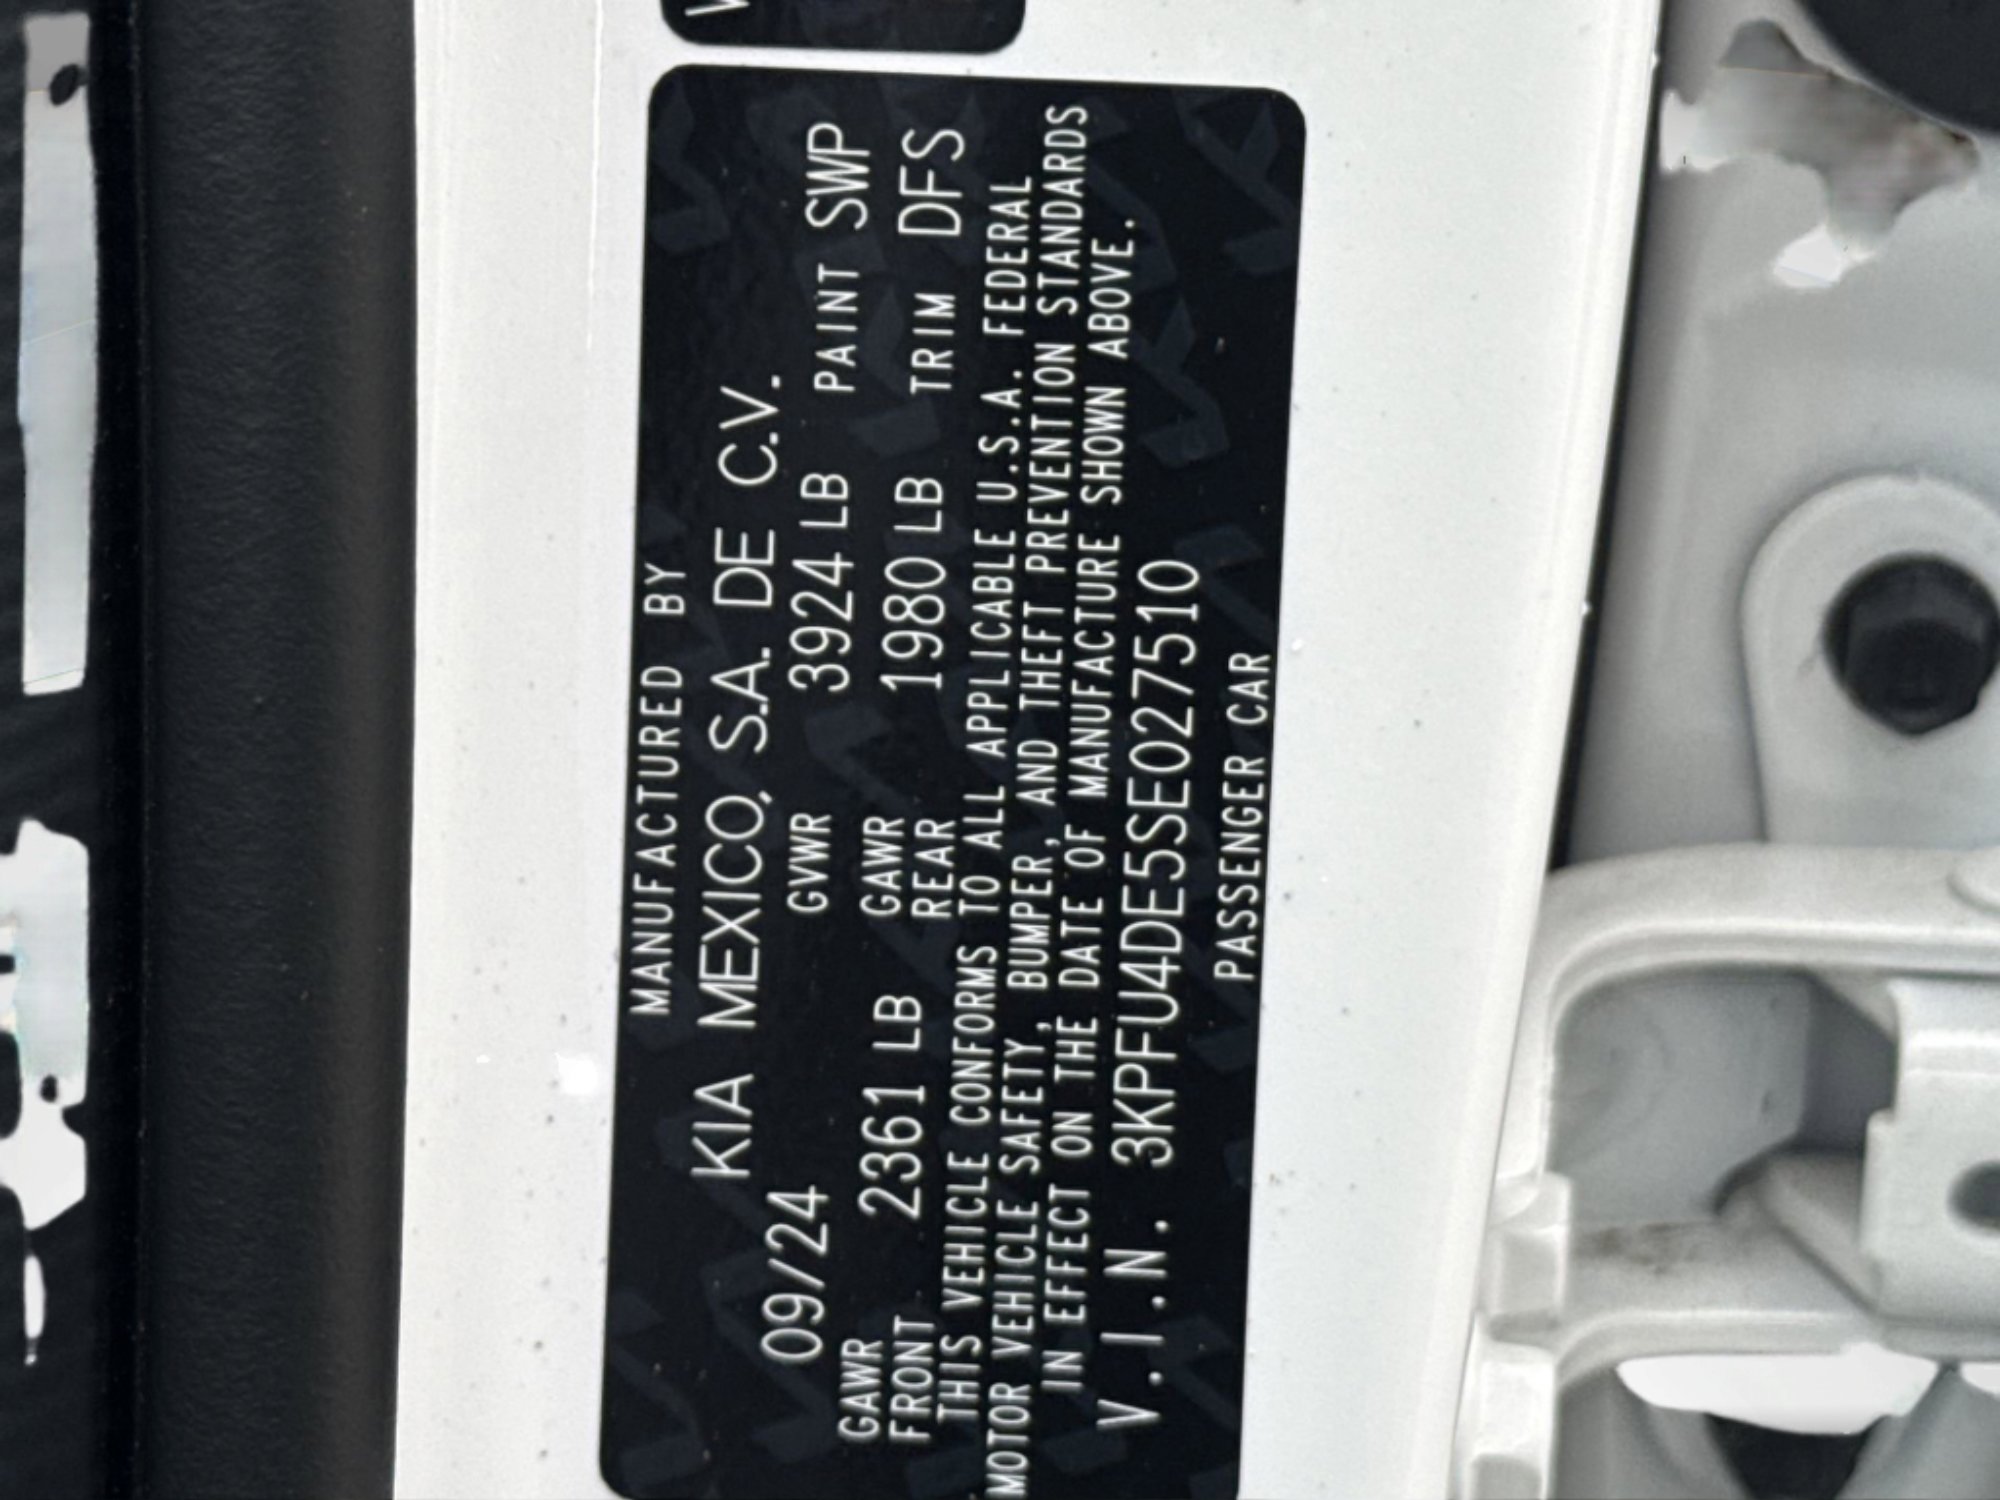 MANUFACTURED BY
KIA MEXICO, S.A. DE C.V.
09/24 GVWR 3924 LB PAINT SWP
GAWR FRONT 2361 LB GAWR REAR 1980 LB TRIM DFS
THIS VEHICLE CONFORMS TO ALL APPLICABLE U.S.A. FEDERAL
MOTOR VEHICLE SAFETY, BUMPER, AND THEFT PREVENTION STANDARDS
IN EFFECT ON THE DATE OF MANUFACTURE SHOWN ABOVE.
V.I.N. 3KPFU4DE5SE027510
PASSENGER CAR